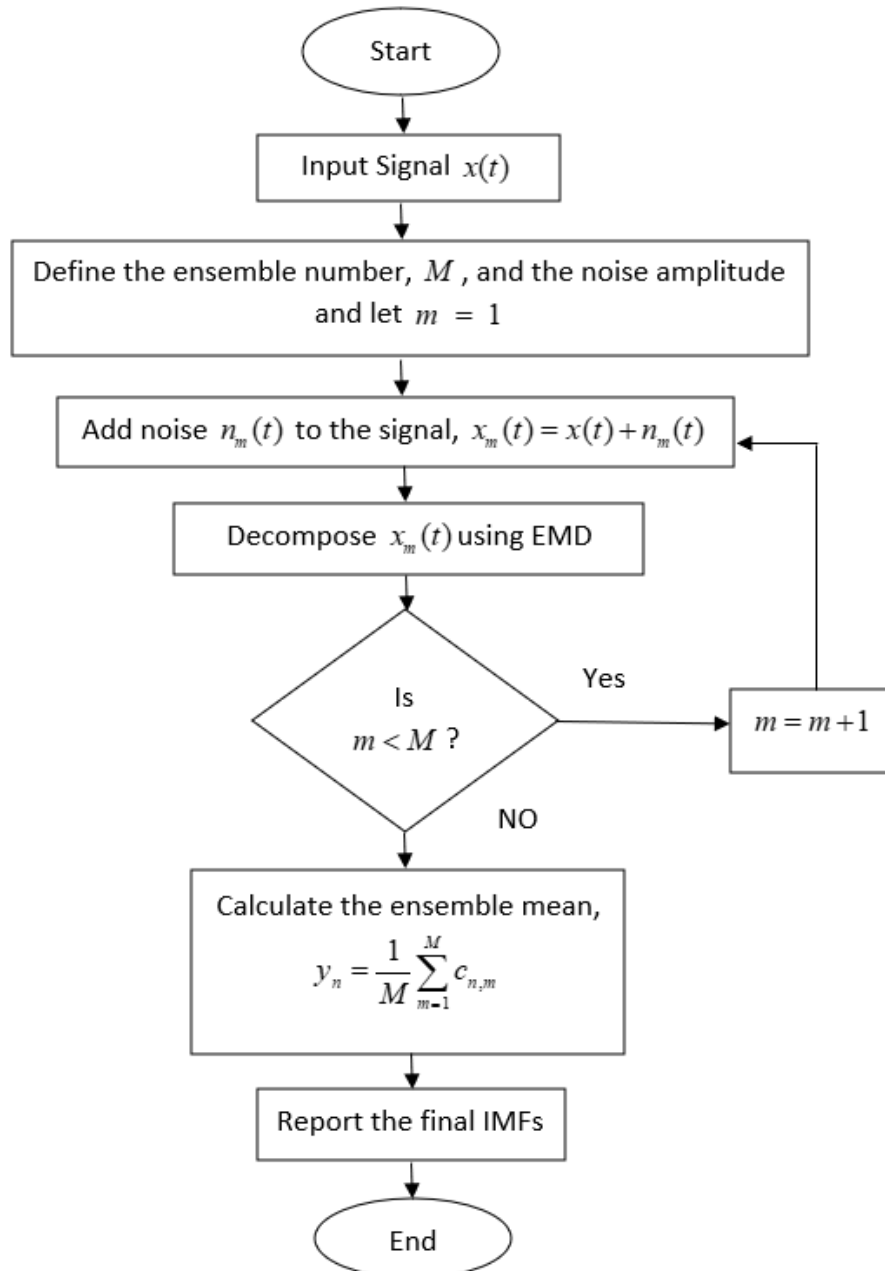 Start
Input Signal x(t)
Define the ensemble number, M , and the noise amplitude
and let m = 1
Add noise n_m(t) to the signal, x_m(t) = x(t) + n_m(t)
Decompose x_m(t) using EMD
Is
m < M ?
Yes
m = m + 1
NO
Calculate the ensemble mean,
y_n = \frac{1}{M} \sum_{m=1}^{M} c_{n,m}
Report the final IMFs
End